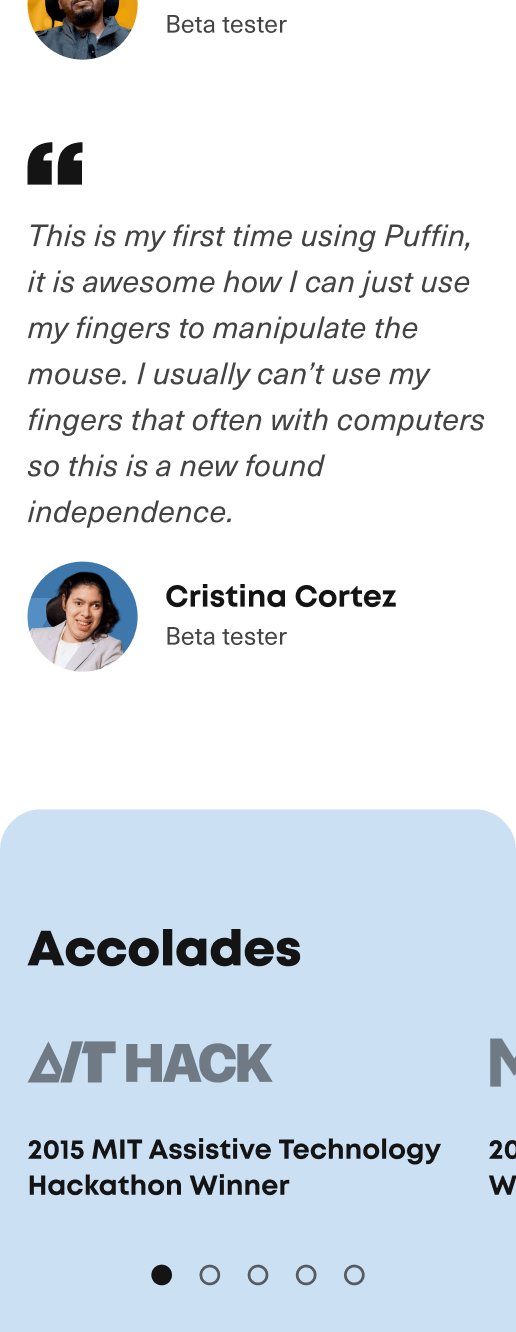 Beta tester
“
This is my first time using Puffin,
it is awesome how I can just use
my fingers to manipulate the
mouse. I usually can’t use my
fingers that often with computers
so this is a new found
independence.
Cristina Cortez
Beta tester
Accolades
ATHACK
2015 MIT Assistive Technology
Hackathon Winner